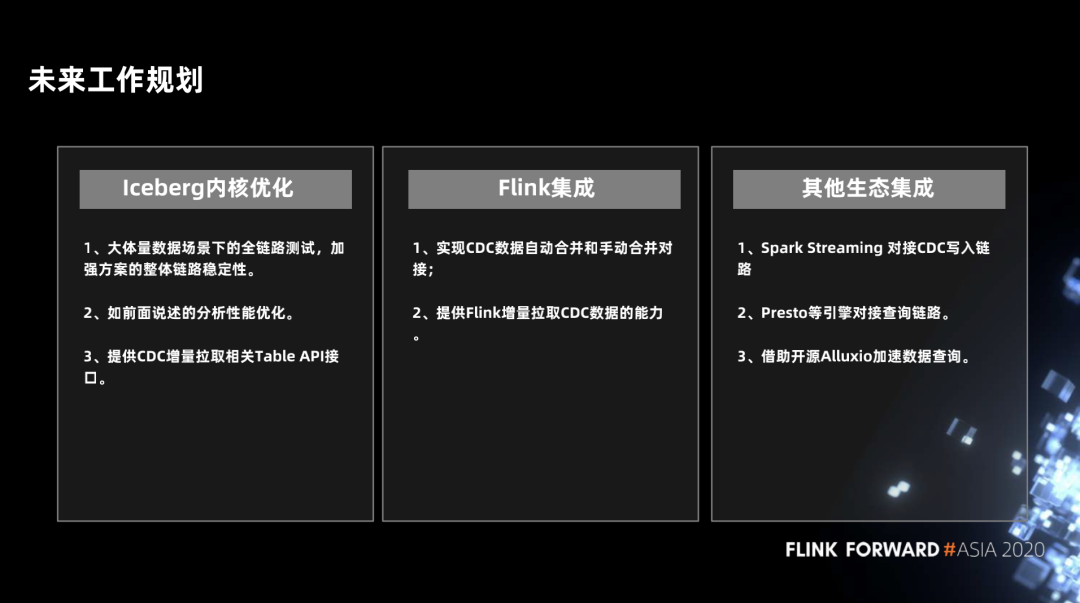 未来工作规划
Iceberg内核优化
1、大体量数据场景下的全链路测试，加
强方案的整体链路稳定性。
2、如前面说述的分析性能优化。
3、提供CDC增量拉取相关Table API接
口。
Flink集成
1、实现CDC数据自动合并和手动合并对
接；
2、提供Flink增量拉取CDC数据的能力
。
其他生态集成
1、Spark Streaming 对接CDC写入链
路
2、Presto等引擎对接查询链路。
3、借助开源Alluxio加速数据查询。
FLINK FORWARD #ASIA 2020